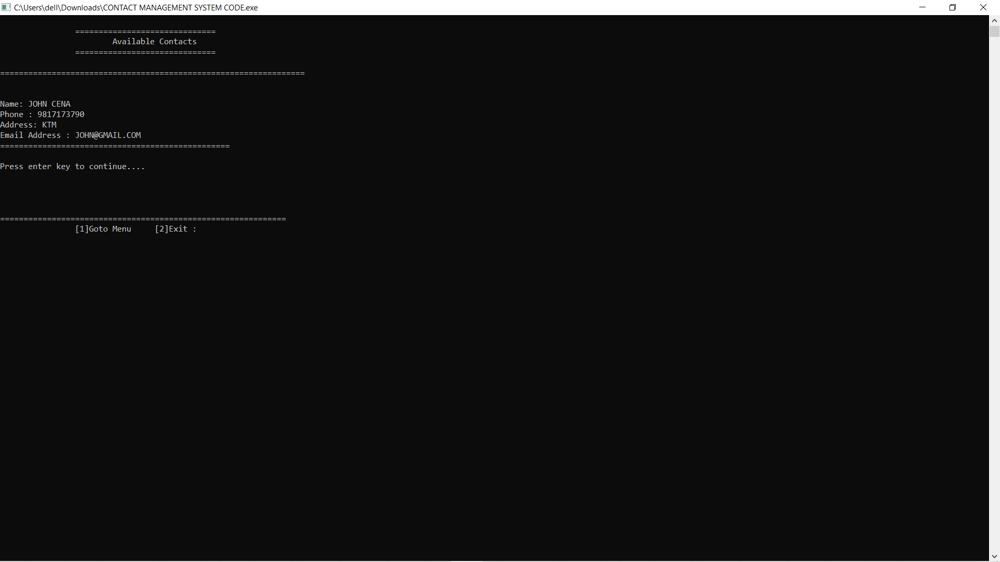 C:\Users\dell\Downloads\CONTACT MANAGEMENT SYSTEM CODE.exe
==============================
Available Contacts
==============================
=================================================================
Name: JOHN CENA
Phone : 9817173790
Address: KTM
Email Address : JOHN@GMAIL.COM
=================================================
Press enter key to continue....
=============================================================
[1]Goto Menu     [2]Exit :